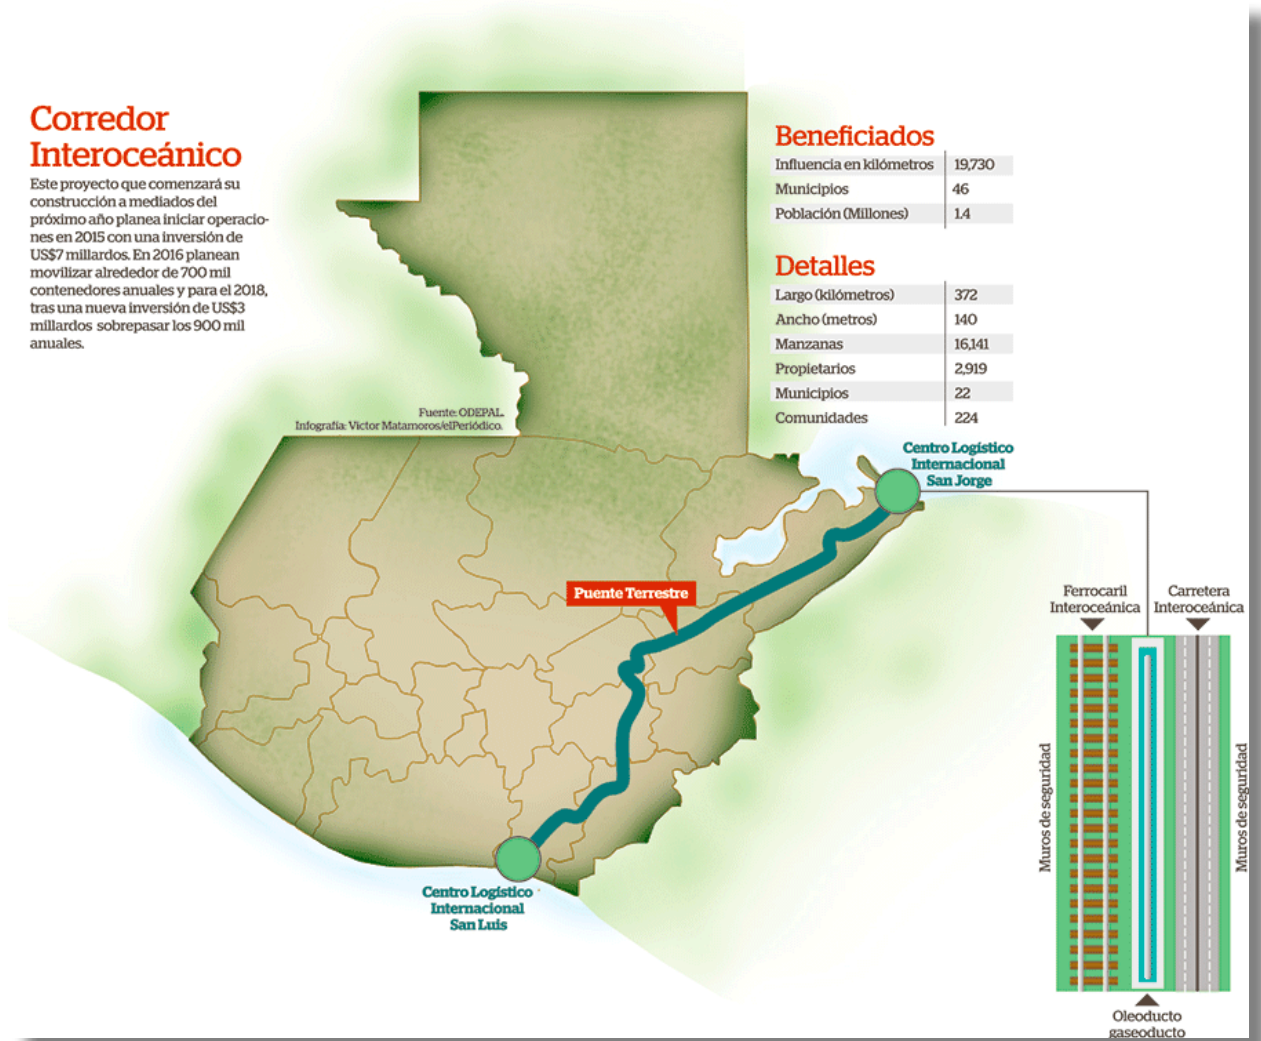 Corredor
Interoceánico
Este proyecto que comenzará su
construcción a mediados del
próximo año planea iniciar operacio-
nes en 2015 con una inversión de
US$7 millardos. En 2016 planean
movilizar alrededor de 700 mil
contenedores anuales y para el 2018,
tras una nueva inversión de US$3
millardos sobrepasar los 900 mil
anuales.
Beneficiados
Influencia en kilómetros 19,730
Municipios 46
Población (Millones) 1.4
Detalles
Largo (kilómetros) 372
Ancho (metros) 140
Manzanas 16,141
Propietarios 2,919
Municipios 22
Comunidades 224
Fuente: ODEPAL.
Infografía: Víctor Matamoros/elPeriódico.
Centro Logístico
Internacional
San Jorge
Puente Terrestre
Centro Logístico
Internacional
San Luis
Ferrocaril
Interoceánica
Carretera
Interoceánica
Muros de seguridad
Muros de seguridad
Oleoducto
gaseoducto